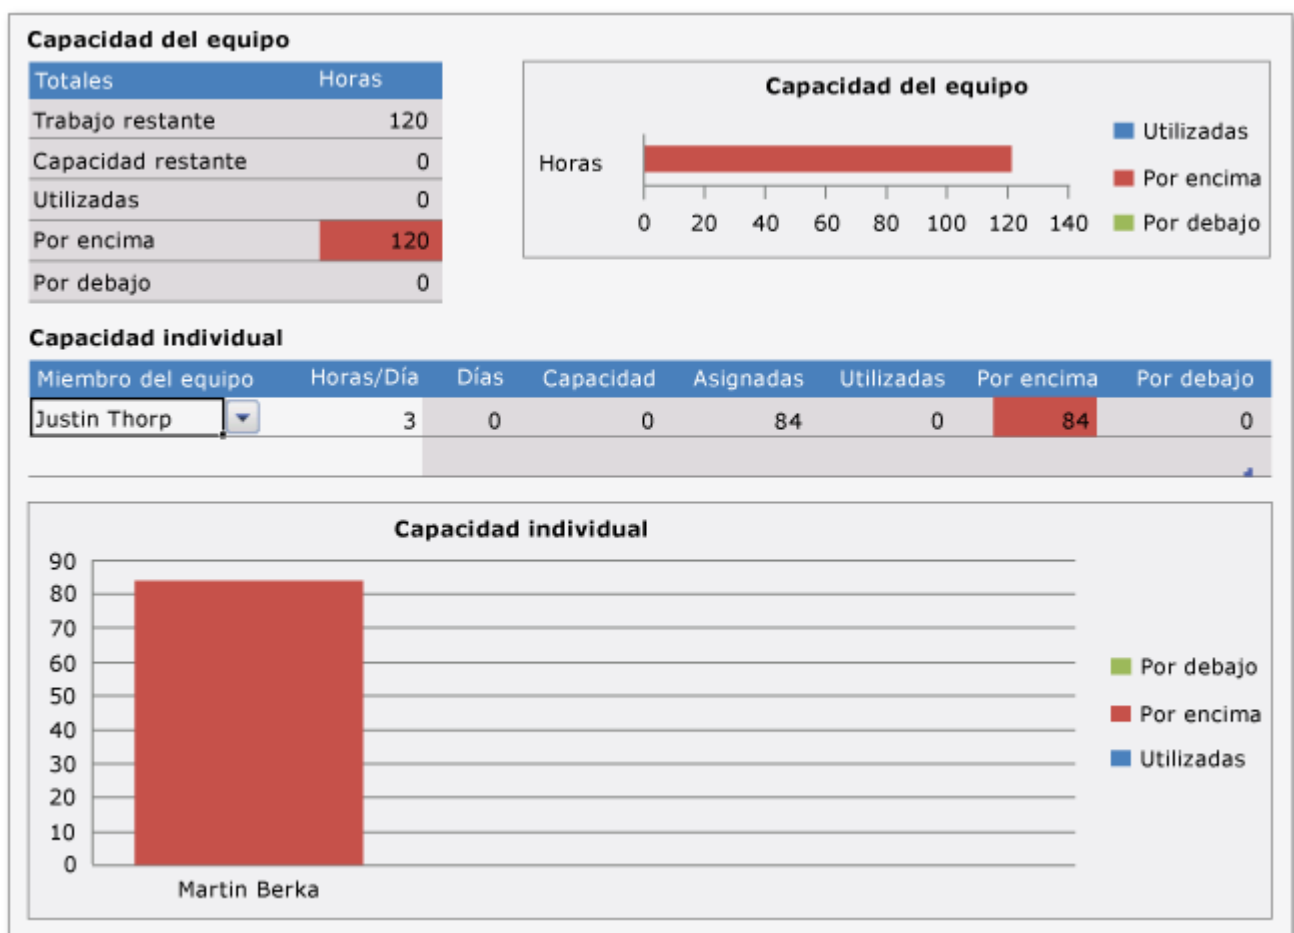 Capacidad del equipo
Totales Horas
Trabajo restante 120
Capacidad restante 0
Utilizadas 0
Por encima 120
Por debajo 0
Capacidad del equipo
Horas
0 20 40 60 80 100 120 140
Utilizadas
Por encima
Por debajo
Capacidad individual
Miembro del equipo Horas/Día Días Capacidad Asignadas Utilizadas Por encima Por debajo
Justin Thorp 3 0 0 84 0 84 0
Capacidad individual
90
80
70
60
50
40
30
20
10
0
Martin Berka
Por debajo
Por encima
Utilizadas